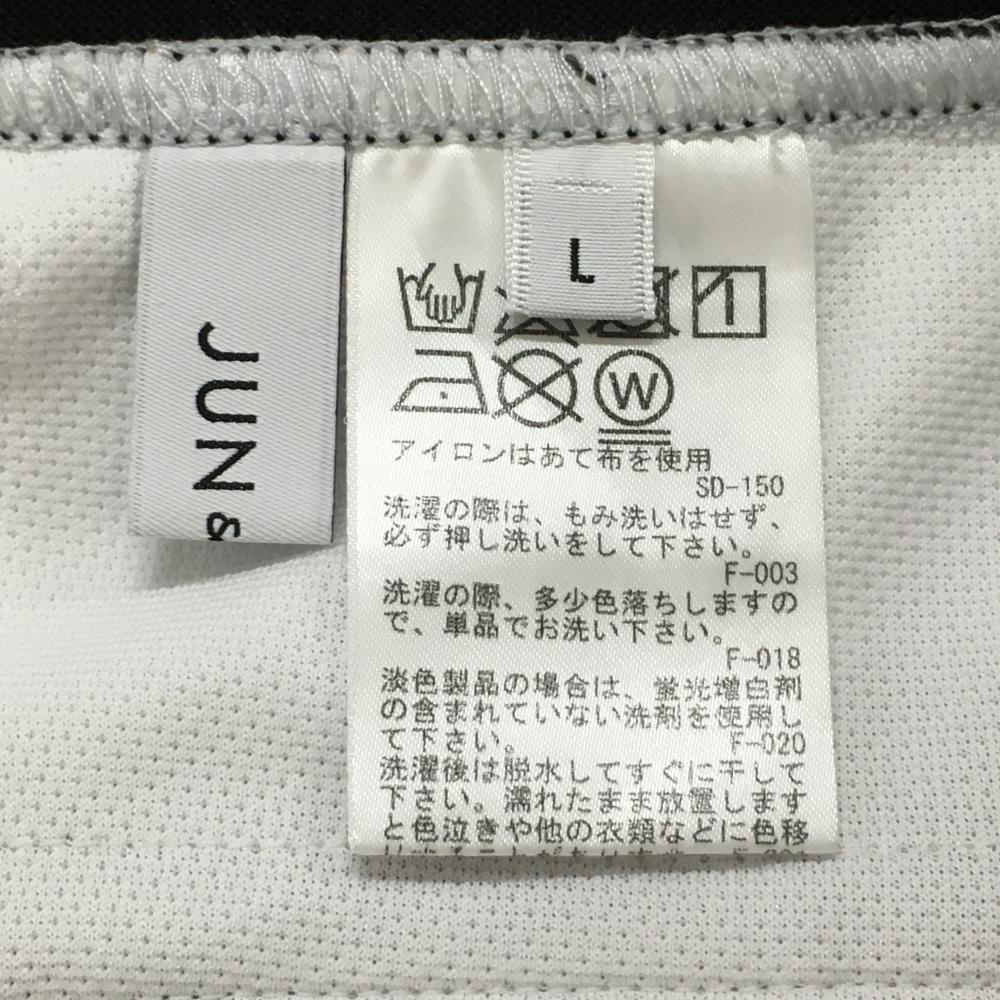 JUN &
L
W
アイロンはあて布を使用
SD-150
洗濯の際は、もみ洗いはせず、
必ず押し洗いをして下さい。
F-003
洗濯の際、多少色落ちしますの
で、単品でお洗い下さい。
F-018
淡色製品の場合は、蛍光増白剤
の含まれていない洗剤を使用し
て下さい。
F-020
洗濯後は脱水してすぐに干して
下さい。濡れたまま放置します
と色泣きや他の衣類などに色移